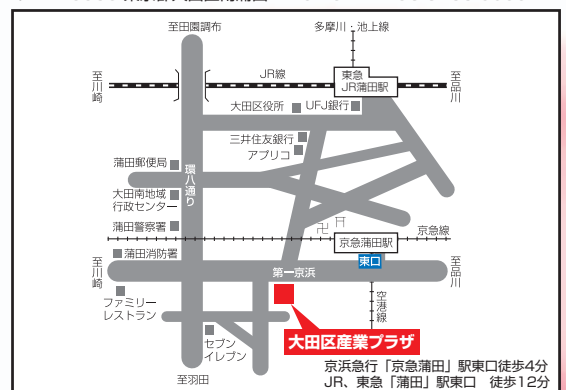 至田園調布
多摩川・池上線
至川崎
JR線
東急
JR蒲田駅
至品川
大田区役所
UFJ銀行
三井住友銀行
アプリコ
蒲田郵便局
環八通り
大田南地域
行政センター
蒲田警察署
京急線
京急蒲田駅
蒲田消防署
東口
至川崎
第一京浜
至品川
ファミリー
レストラン
空港線
セブン
イレブン
大田区産業プラザ
至羽田
京浜急行「京急蒲田」駅東口徒歩4分
JR、東急「蒲田」駅東口　徒歩12分